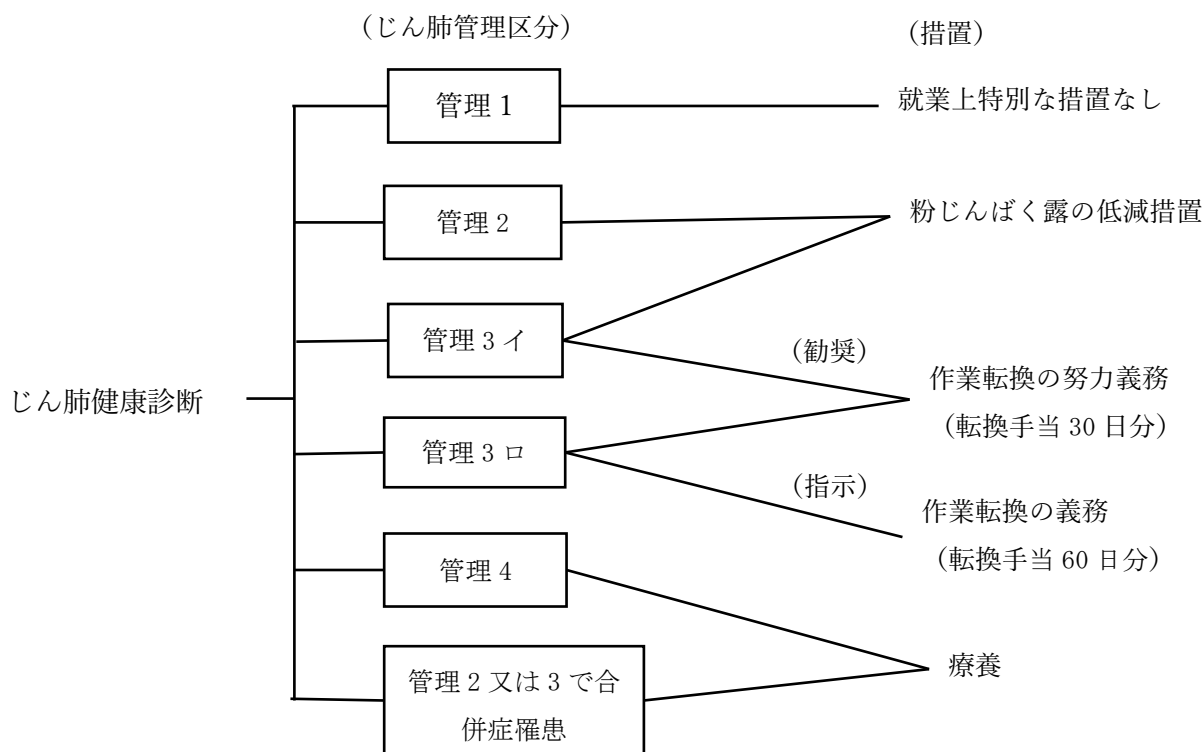 (じん肺管理区分)
(措置)
管理 1
就業上特別な措置なし
管理 2
粉じんばく露の低減措置
管理 3 イ
(勧奨)
作業転換の努力義務
(転換手当 30 日分)
じん肺健康診断
管理 3 ロ
(指示)
作業転換の義務
(転換手当 60 日分)
管理 4
療養
管理 2 又は 3 で合
併症罹患